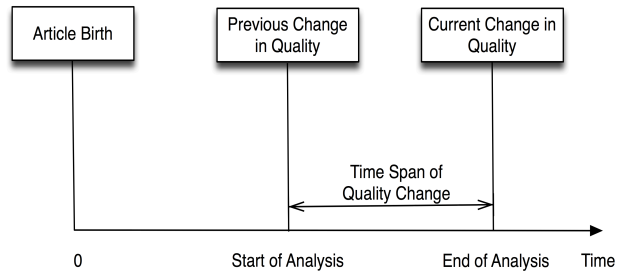 Article Birth
Previous Change
in Quality
Current Change in
Quality
Time Span of
Quality Change
0
Start of Analysis
End of Analysis
Time